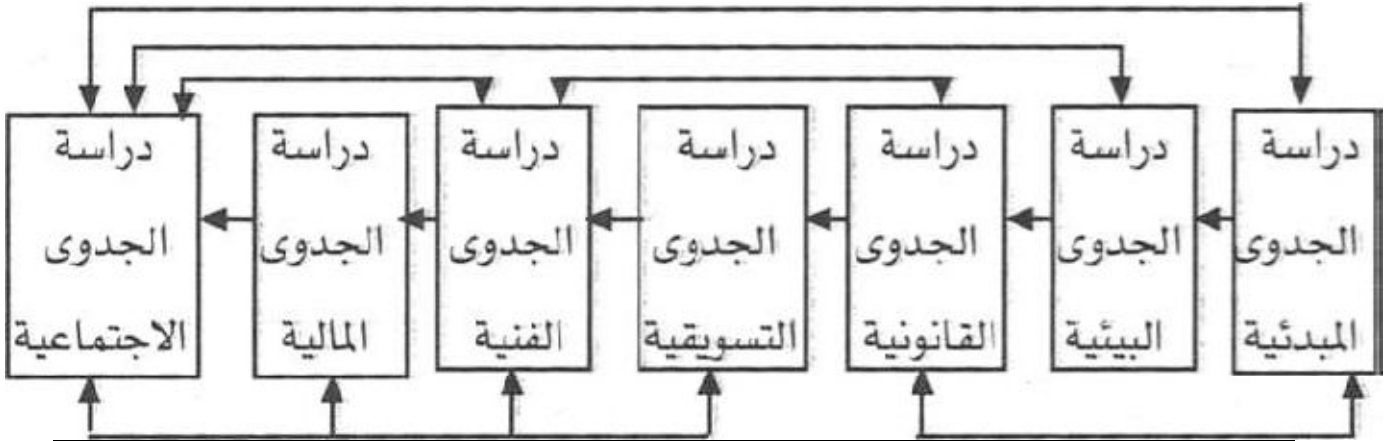 دراسة
الجدوى
المبدئية
دراسة
الجدوى
البيئية
دراسة
الجدوى
القانونية
دراسة
الجدوى
التسويقية
دراسة
الجدوى
الفنية
دراسة
الجدوى
المالية
دراسة
الجدوى
الاجتماعية